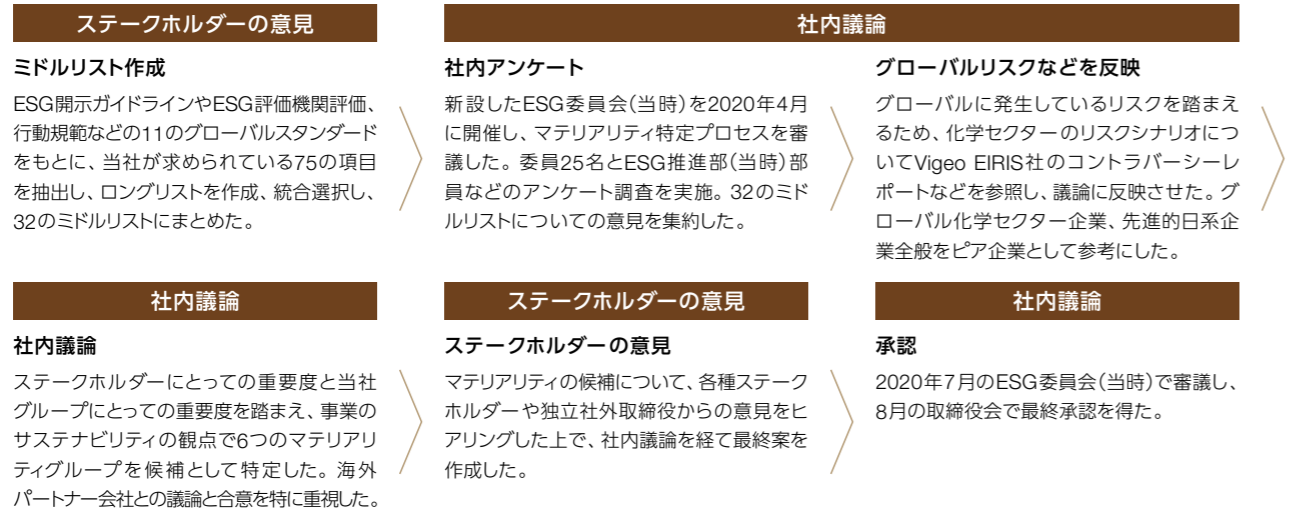 ステークホルダーの意見
ミドルリスト作成
ESG開示ガイドラインやESG評価機関評価、
行動規範などの11のグローバルスタンダード
をもとに、当社が求められている75の項目
を抽出し、ロングリストを作成、統合選択し、
32のミドルリストにまとめた。
社内議論
社内アンケート
新設したESG委員会（当時）を2020年4月
に開催し、マテリアリティ特定プロセスを審
議した。委員25名とESG推進部（当時）部
員などのアンケート調査を実施。32のミド
ルリストについての意見を集約した。
グローバルリスクなどを反映
グローバルに発生しているリスクを踏まえ
るため、化学セクターのリスクシナリオにつ
いてVigeo EIRIS社のコントラバーシーレ
ポートなどを参照し、議論に反映させた。グ
ローバル化学セクター企業、先進的日系企
業全般をピア企業として参考にした。
社内議論
社内議論
ステークホルダーにとっての重要度と当社
グループにとっての重要度を踏まえ、事業の
サステナビリティの観点で6つのマテリアリ
ティグループを候補として特定した。海外
パートナー会社との議論と合意を特に重視した。
ステークホルダーの意見
ステークホルダーの意見
マテリアリティの候補について、各種ステーク
ホルダーや独立社外取締役からの意見をヒ
アリングした上で、社内議論を経て最終案を
作成した。
社内議論
承認
2020年7月のESG委員会（当時）で審議し、
8月の取締役会で最終承認を得た。